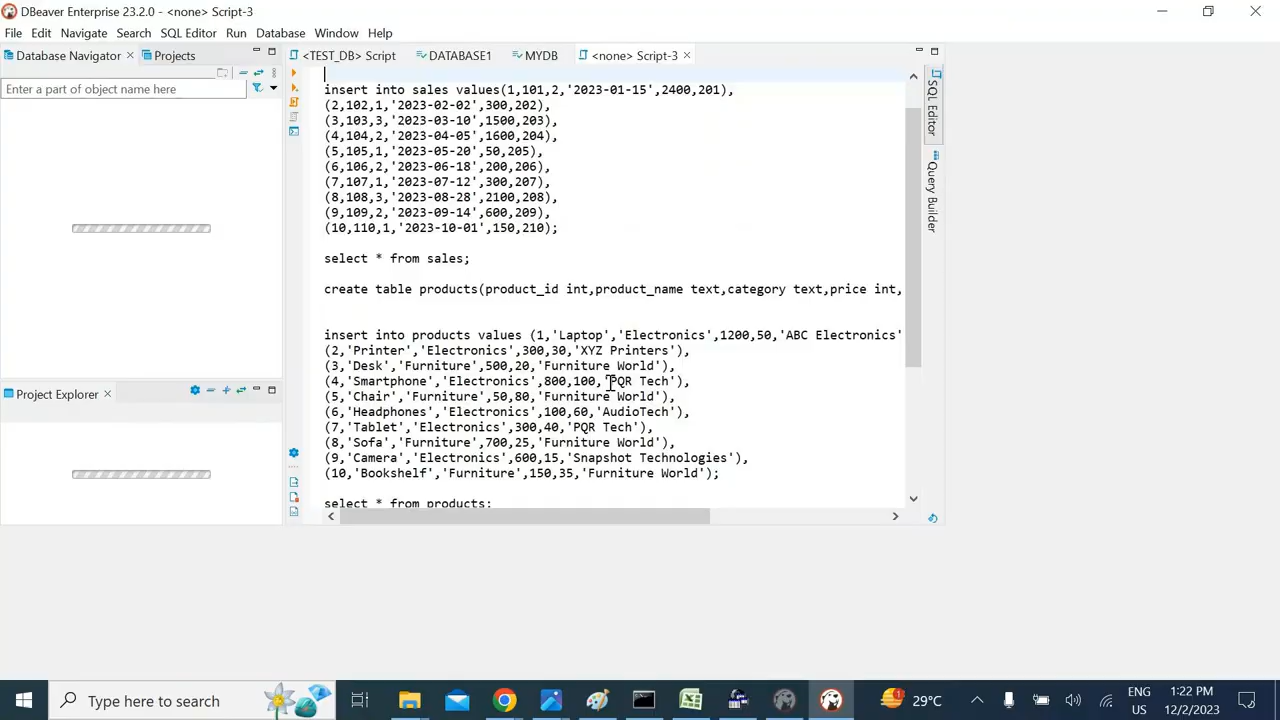 DBeaver Enterprise 23.2.0 - <none> Script-3
File Edit Navigate Search SQL Editor Run Database Window Help
Database Navigator Projects
<TEST_DB> Script DATABASE1 MYDB <none> Script-3
Enter a part of object name here
insert into sales values(1,101,2,'2023-01-15',2400,201),
(2,102,1,'2023-02-02',300,202),
(3,103,3,'2023-03-10',1500,203),
(4,104,2,'2023-04-05',1600,204),
(5,105,1,'2023-05-20',50,205),
(6,106,2,'2023-06-18',200,206),
(7,107,1,'2023-07-12',300,207),
(8,108,3,'2023-08-28',2100,208),
(9,109,2,'2023-09-14',600,209),
(10,110,1,'2023-10-01',150,210);
select * from sales;
create table products(product_id int,product_name text,category text,price int,
insert into products values (1,'Laptop','Electronics',1200,50,'ABC Electronics'
(2,'Printer','Electronics',300,30,'XYZ Printers'),
(3,'Desk','Furniture',500,20,'Furniture World'),
(4,'Smartphone','Electronics',800,100,'PQR Tech'),
(5,'Chair','Furniture',50,80,'Furniture World'),
(6,'Headphones','Electronics',100,60,'AudioTech'),
(7,'Tablet','Electronics',300,40,'PQR Tech'),
(8,'Sofa','Furniture',700,25,'Furniture World'),
(9,'Camera','Electronics',600,15,'Snapshot Technologies'),
(10,'Bookshelf','Furniture',150,35,'Furniture World');
select * from products;
SQL Editor
Query Builder
Project Explorer
Type here to search
1
29°C
ENG
US
1:22 PM
12/2/2023